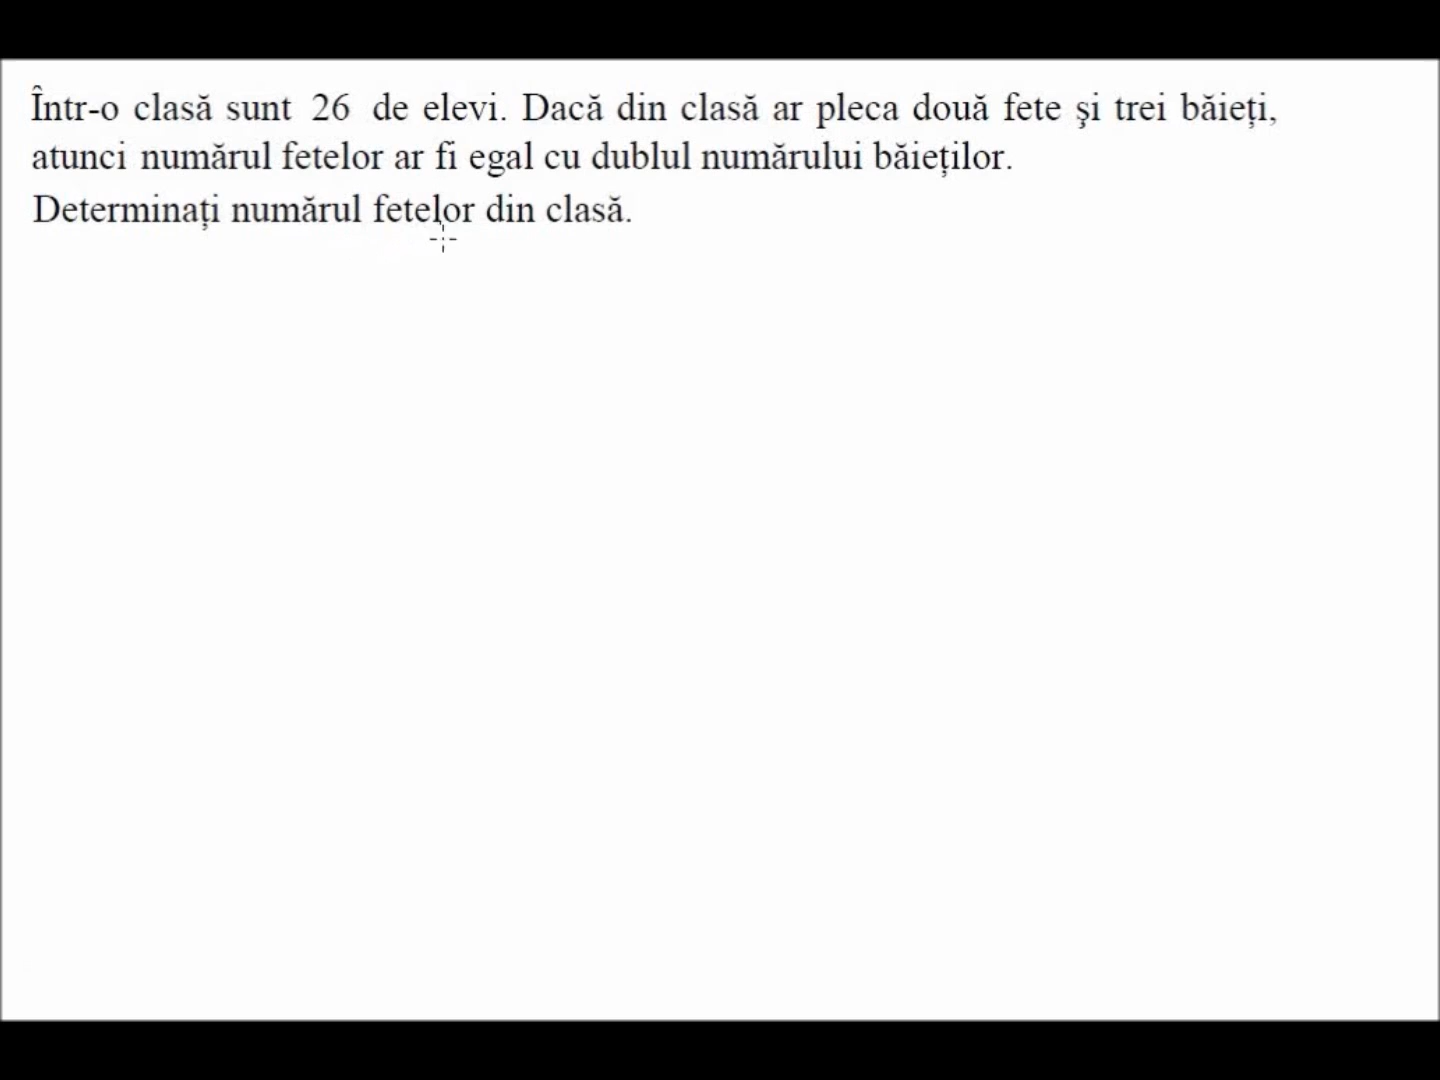 Într-o clasă sunt 26 de elevi. Dacă din clasă ar pleca două fete şi trei băieți,
atunci numărul fetelor ar fi egal cu dublul numărului băieților.
Determinați numărul fetelor din clasă.